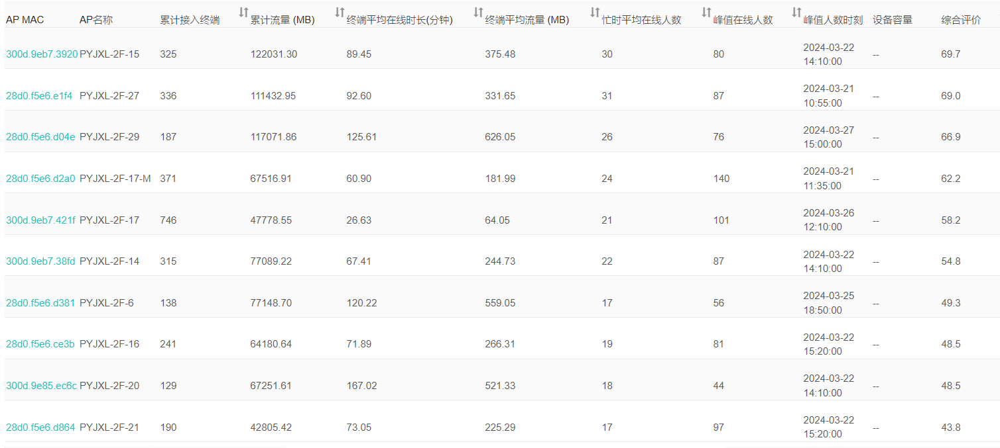 AP MAC AP名称 累计接入终端 累计流量 (MB) 终端平均在线时长(分钟) 终端平均流量 (MB) 忙时平均在线人数 峰值在线人数 峰值人数时刻 设备容量 综合评价
300d.9eb7.3920 PYJXL-2F-15 325 122031.30 89.45 375.48 30 80 2024-03-22 14:10:00 -- 69.7
28d0.f5e6.e1f4 PYJXL-2F-27 336 111432.95 92.60 331.65 31 87 2024-03-21 10:55:00 -- 69.0
28d0.f5e6.d04e PYJXL-2F-29 187 117071.86 125.61 626.05 26 76 2024-03-27 15:00:00 -- 66.9
28d0.f5e6.d2a0 PYJXL-2F-17-M 371 67516.91 60.90 181.99 24 140 2024-03-21 11:35:00 -- 62.2
300d.9eb7.421f PYJXL-2F-17 746 47778.55 26.63 64.05 21 101 2024-03-26 12:10:00 -- 58.2
300d.9eb7.38fd PYJXL-2F-14 315 77089.22 67.41 244.73 22 87 2024-03-22 14:10:00 -- 54.8
28d0.f5e6.d381 PYJXL-2F-6 138 77148.70 120.22 559.05 17 56 2024-03-25 18:50:00 -- 49.3
28d0.f5e6.ce3b PYJXL-2F-16 241 64180.64 71.89 266.31 19 81 2024-03-22 15:20:00 -- 48.5
300d.9e85.ec6c PYJXL-2F-20 129 67251.61 167.02 521.33 18 44 2024-03-22 14:10:00 -- 48.5
28d0.f5e6.d864 PYJXL-2F-21 190 42805.42 73.05 225.29 17 97 2024-03-22 15:20:00 -- 43.8